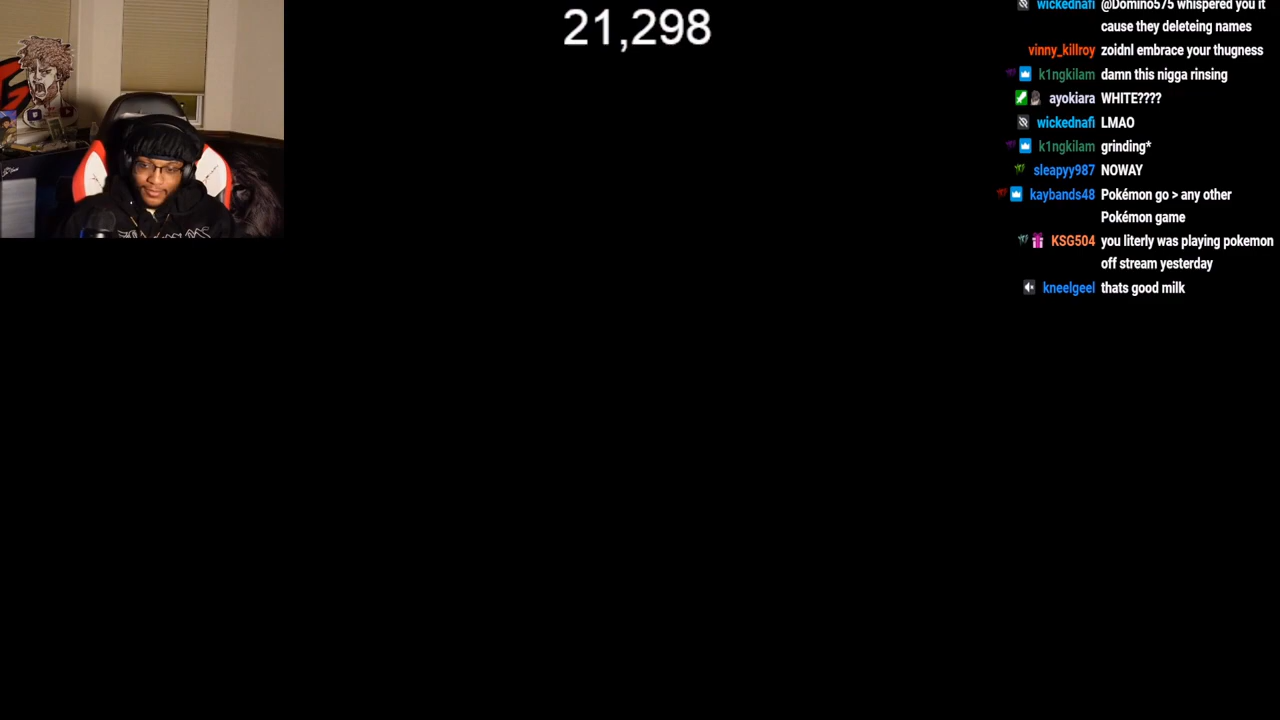 21,298
wickednafi @Domino575 whispered you it
cause they deleteing names
vinny_killroy zoidnl embrace your thugness
k1ngkilam damn this nigga rinsing
ayokiara WHITE????
wickednafi LMAO
k1ngkilam grinding*
sleapyy987 NOWAY
kaybands48 Pokémon go > any other
Pokémon game
KSG504 you literly was playing pokemon
off stream yesterday
kneelgeel thats good milk